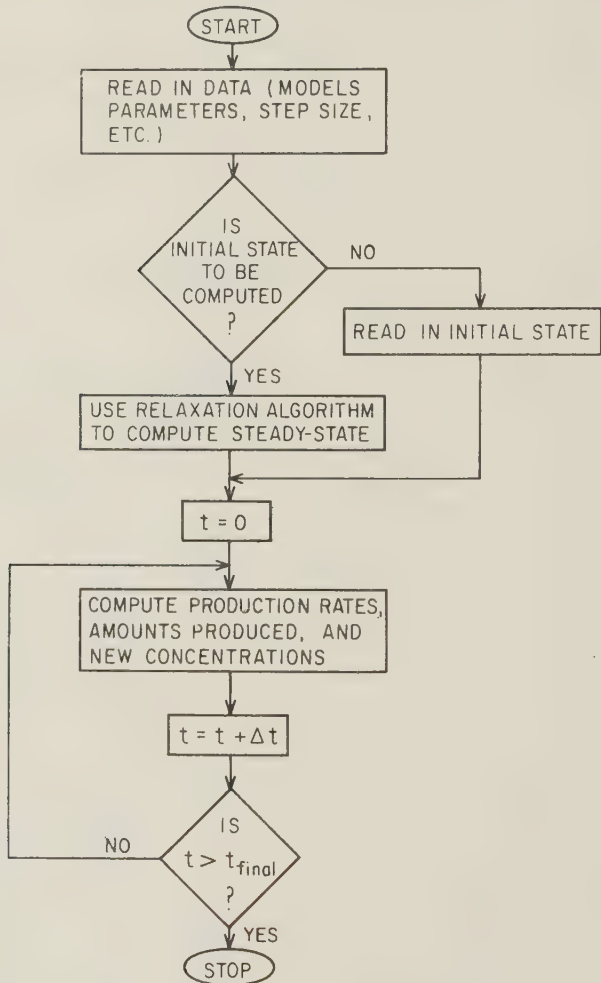 START
READ IN DATA (MODELS
PARAMETERS, STEP SIZE,
ETC.)
IS
INITIAL STATE
TO BE
COMPUTED
?
NO
READ IN INITIAL STATE
YES
USE RELAXATION ALGORITHM
TO COMPUTE STEADY-STATE
t = 0
COMPUTE PRODUCTION RATES,
AMOUNTS PRODUCED, AND
NEW CONCENTRATIONS
t = t + Δt
IS
t > t_final
?
NO
YES
STOP